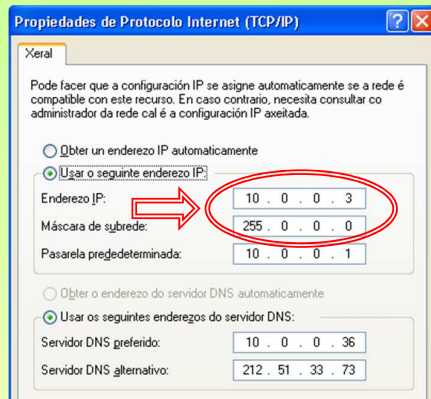 Propiedades de Protocolo Internet (TCP/IP)
Xeral
Pode facer que a configuración IP se asigne automaticamente se a rede é
compatible con este recurso. En caso contrario, necesita consultar co
administrador da rede cal é a configuración IP axeitada.
Obter un enderezo IP automaticamente
Usar o seguinte enderezo IP:
Enderezo IP: 10 . 0 . 0 . 3
Máscara de subrede: 255 . 0 . 0 . 0
Pasarela predeterminada: 10 . 0 . 0 . 1
Obter o enderezo do servidor DNS automaticamente
Usar os seguintes enderezos do servidor DNS:
Servidor DNS preferido: 10 . 0 . 0 . 36
Servidor DNS alternativo: 212 . 51 . 33 . 73